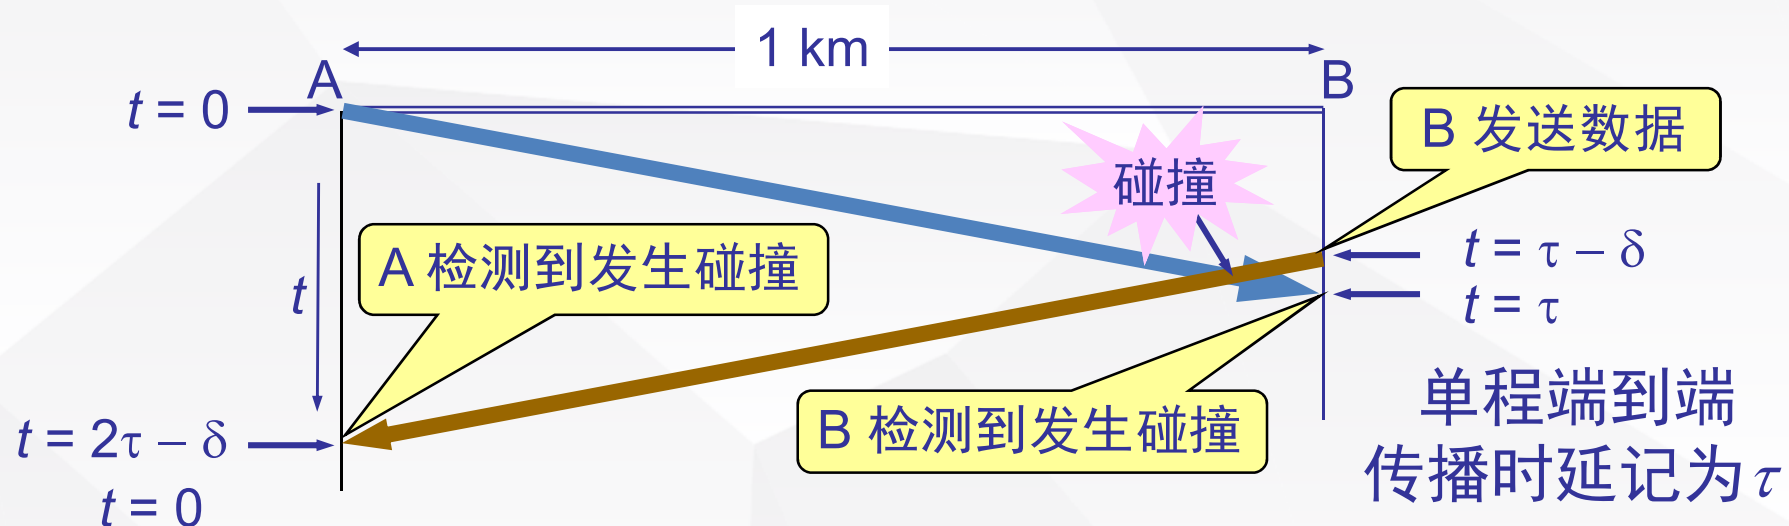 1 km
A
B
t = 0
B 发送数据
碰撞
A 检测到发生碰撞
t = τ – δ
t
t = τ
B 检测到发生碰撞
单程端到端
传播时延记为τ
t = 2τ – δ
t = 0